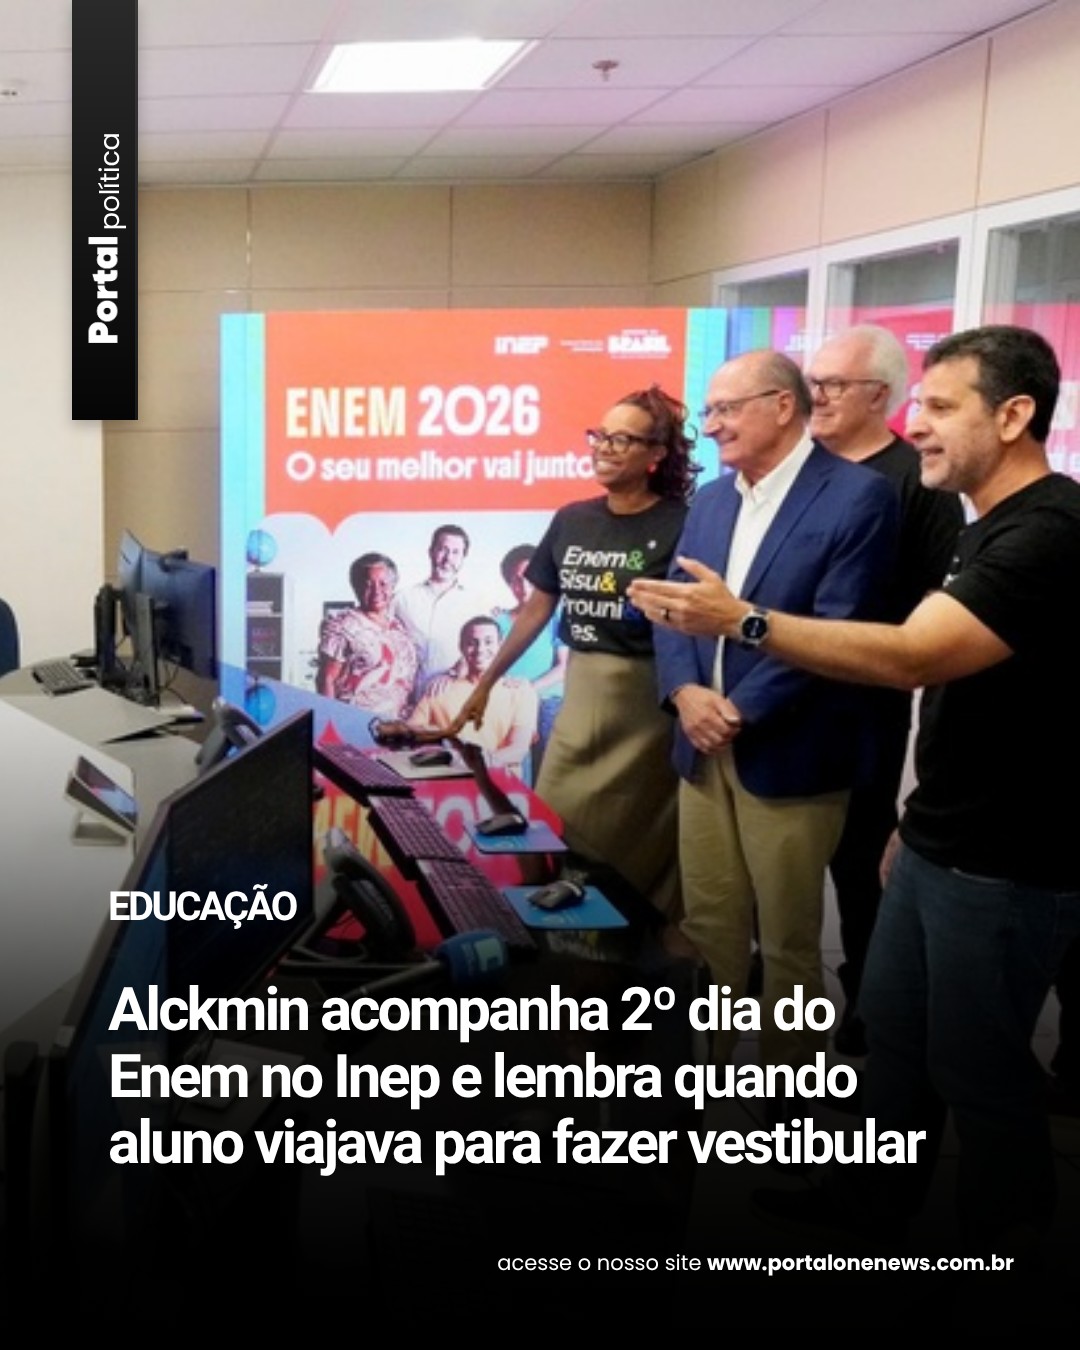 Portal política
INEP
BRASIL
ENEM 2026
O seu melhor vai junto
Enem&
Sisu&
Prouni
EDUCAÇÃO
Alckmin acompanha 2º dia do
Enem no Inep e lembra quando
aluno viajava para fazer vestibular
acesse o nosso site www.portalonenews.com.br